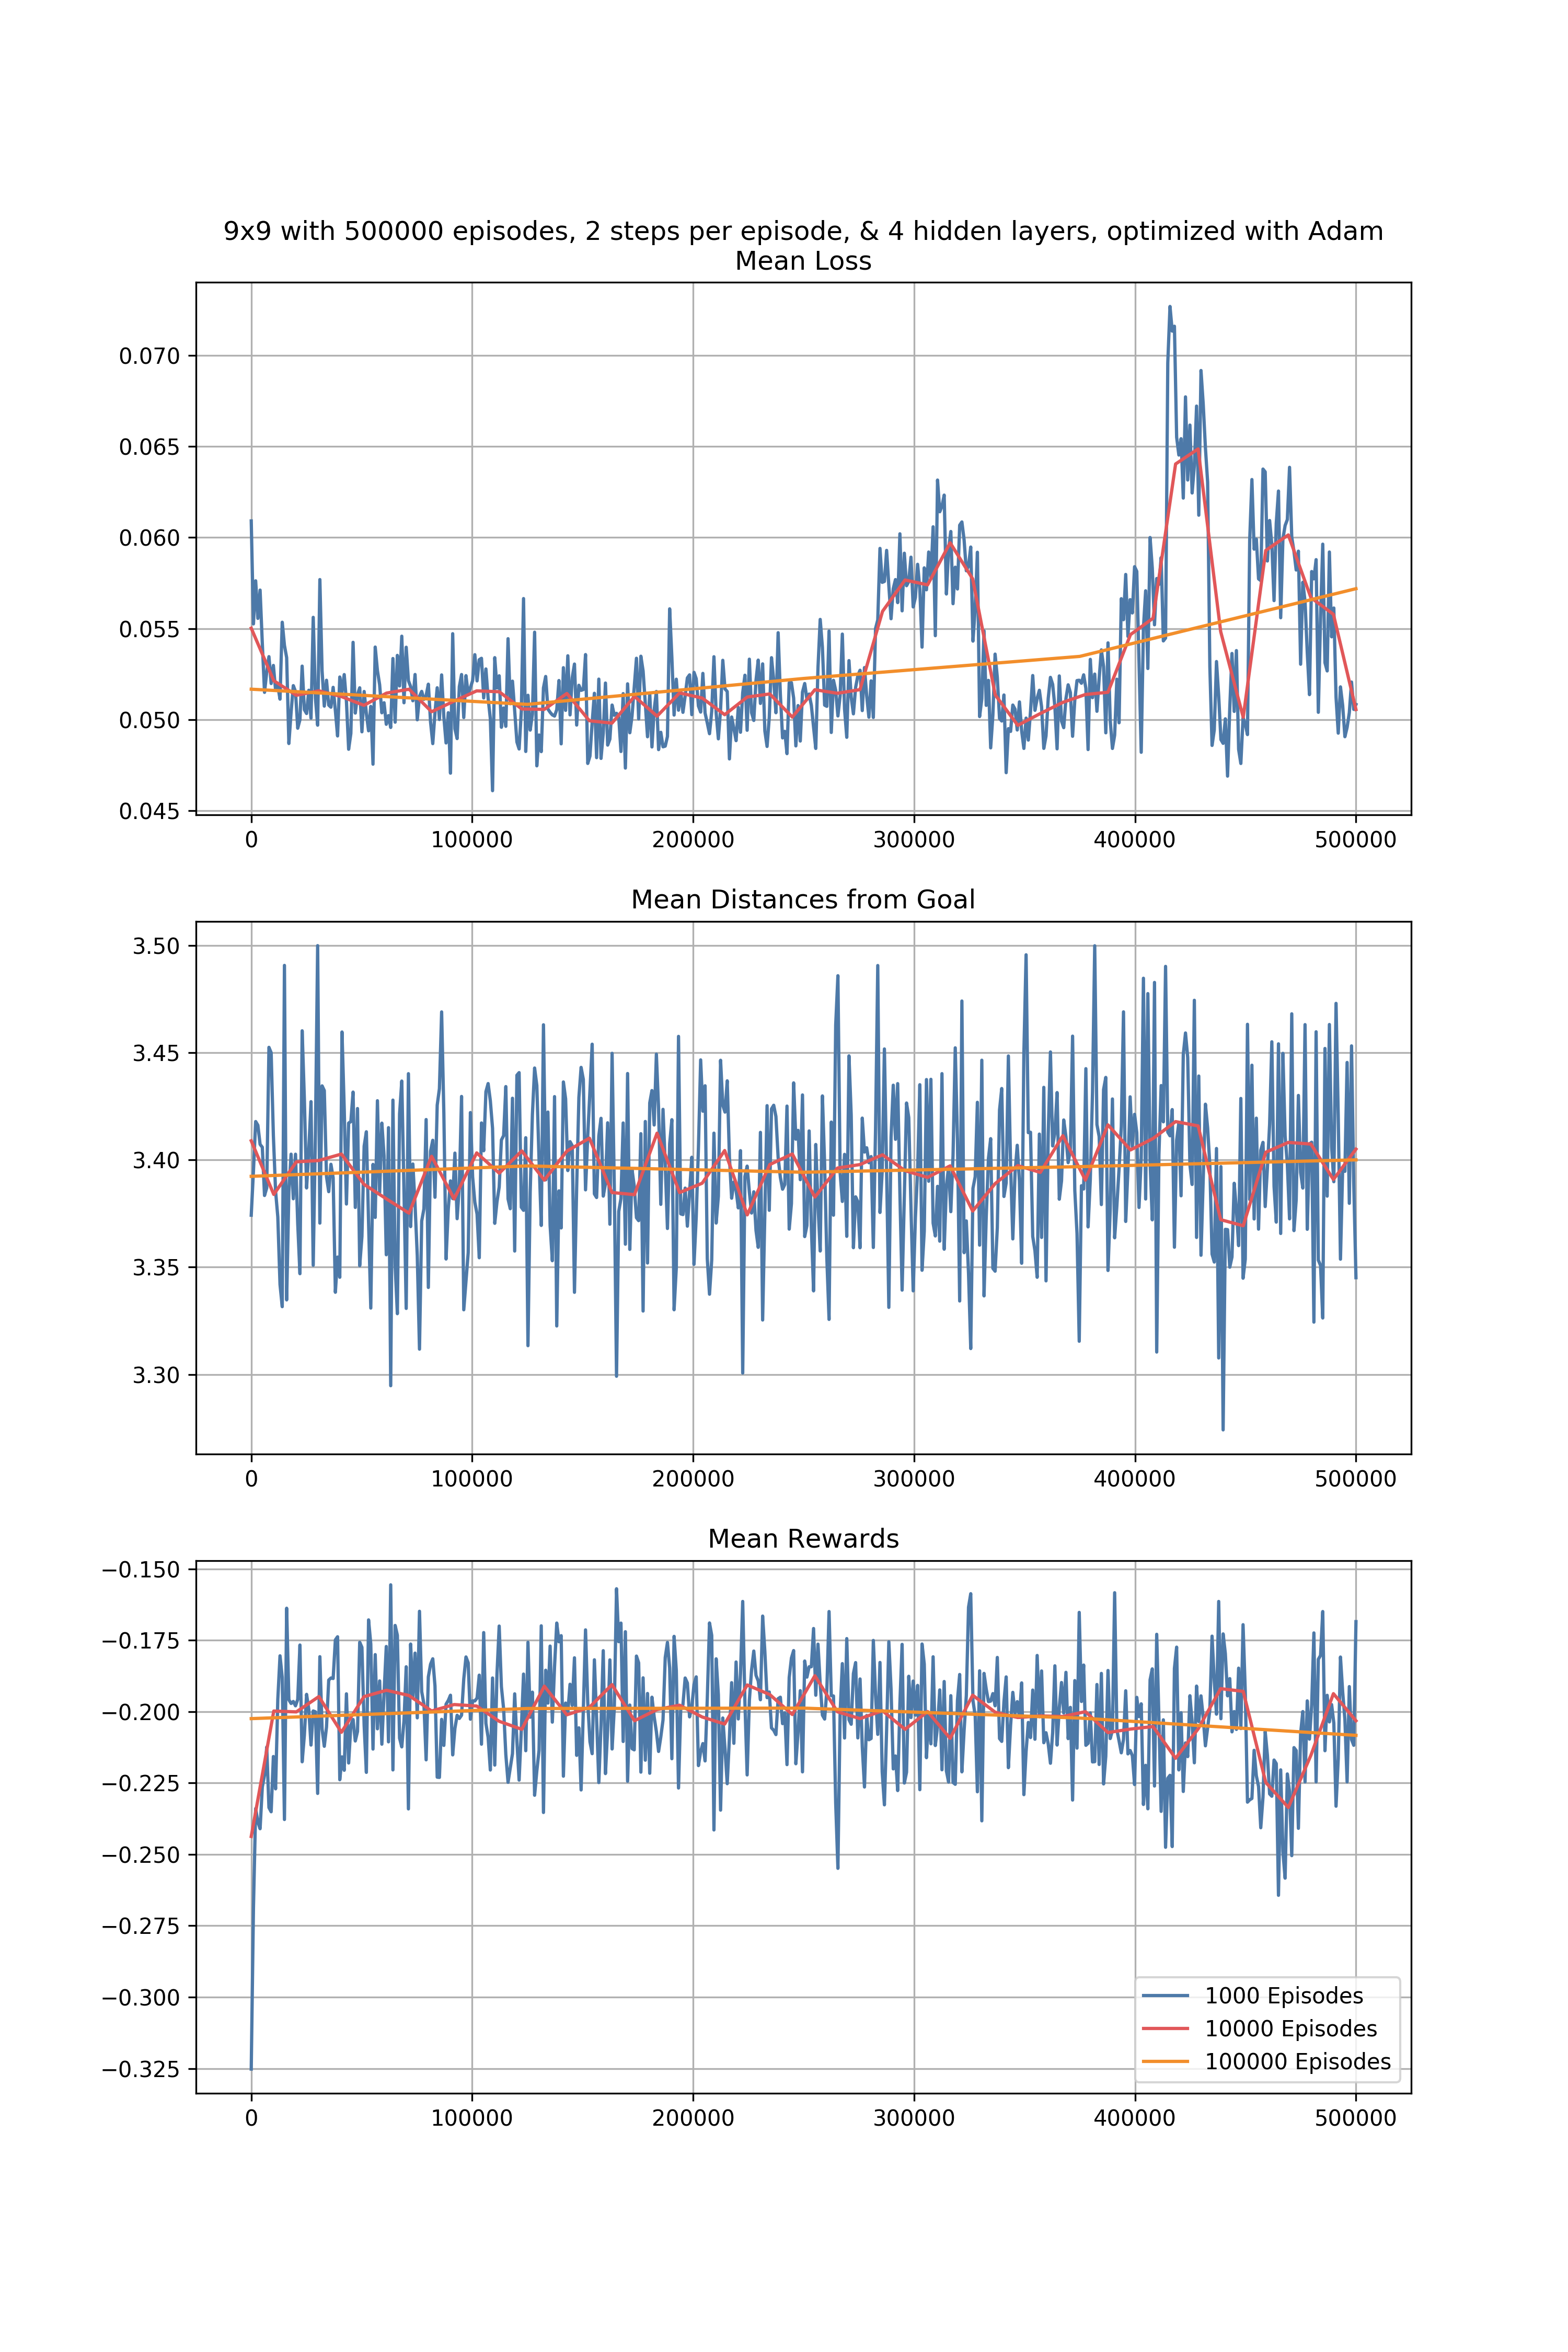 9x9 with 500000 episodes, 2 steps per episode, & 4 hidden layers, optimized with Adam
Mean Loss
0.070
0.065
0.060
0.055
0.050
0.045
0 100000 200000 300000 400000 500000
Mean Distances from Goal
3.50
3.45
3.40
3.35
3.30
0 100000 200000 300000 400000 500000
Mean Rewards
−0.150
−0.175
−0.200
−0.225
−0.250
−0.275
−0.300
−0.325
1000 Episodes
10000 Episodes
100000 Episodes
0 100000 200000 300000 400000 500000